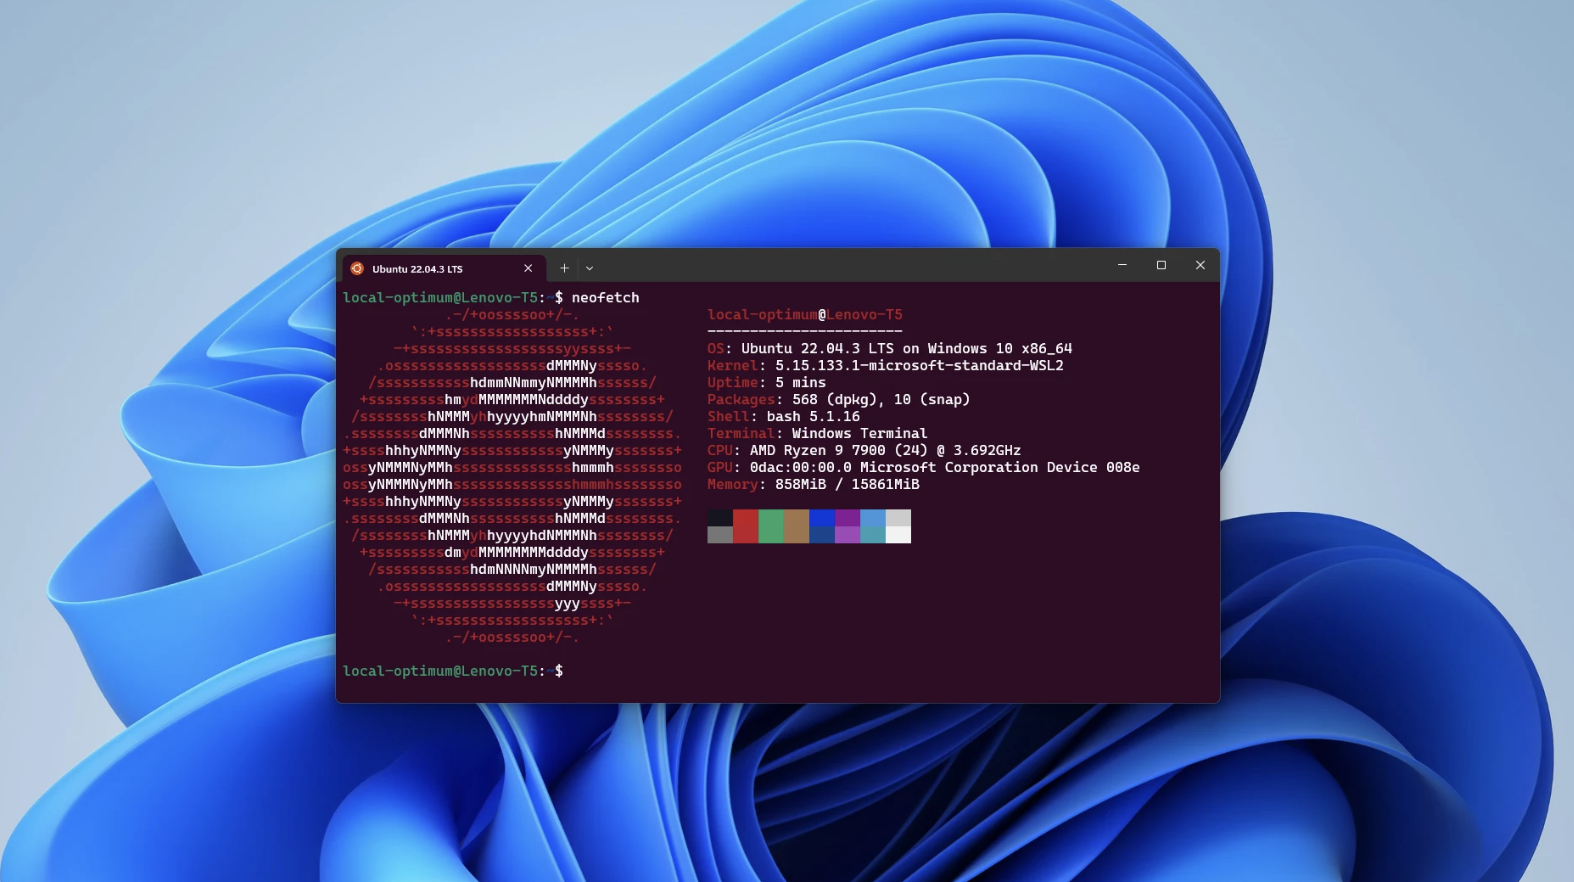 Ubuntu 22.04.3 LTS
local-optimum@Lenovo-T5:~$ neofetch
.-/+oossssoo+/-.
`:+ssssssssssssssssss+:`
-+ssssssssssssssssssyyssss+-
.ossssssssssssssssssdMMMNysssso.
/ssssssssssshdmmNNmmyNMMMMhssssss/
+ssssssssshmydMMMMMMMNddddyssssssss+
/sssssssshNMMMyhhyyyyhmNMMMNhssssssss/
.ssssssssdMMMNhsssssssssshNMMMdssssssss.
+sssshhhyNMMNyssssssssssssyNMMMysssssss+
ossyNMMMNyMMhsssssssssssssshmmmhssssssso
ossyNMMMNyMMhsssssssssssssshmmmhssssssso
+sssshhhyNMMNyssssssssssssyNMMMysssssss+
.ssssssssdMMMNhsssssssssshNMMMdssssssss.
/sssssssshNMMMyhhyyyyhdNMMMNhssssssss/
+sssssssssdmydMMMMMMMMddddyssssssss+
/ssssssssssshdmNNNNmyNMMMMhssssss/
.ossssssssssssssssssdMMMNysssso.
-+sssssssssssssssssyyyssss+-
`:+ssssssssssssssssss+:`
.-/+oossssoo+/-.
local-optimum@Lenovo-T5
-----------------------
OS: Ubuntu 22.04.3 LTS on Windows 10 x86_64
Kernel: 5.15.133.1-microsoft-standard-WSL2
Uptime: 5 mins
Packages: 568 (dpkg), 10 (snap)
Shell: bash 5.1.16
Terminal: Windows Terminal
CPU: AMD Ryzen 9 7900 (24) @ 3.692GHz
GPU: 0dac:00:00.0 Microsoft Corporation Device 008e
Memory: 858MiB / 15861MiB
local-optimum@Lenovo-T5:~$